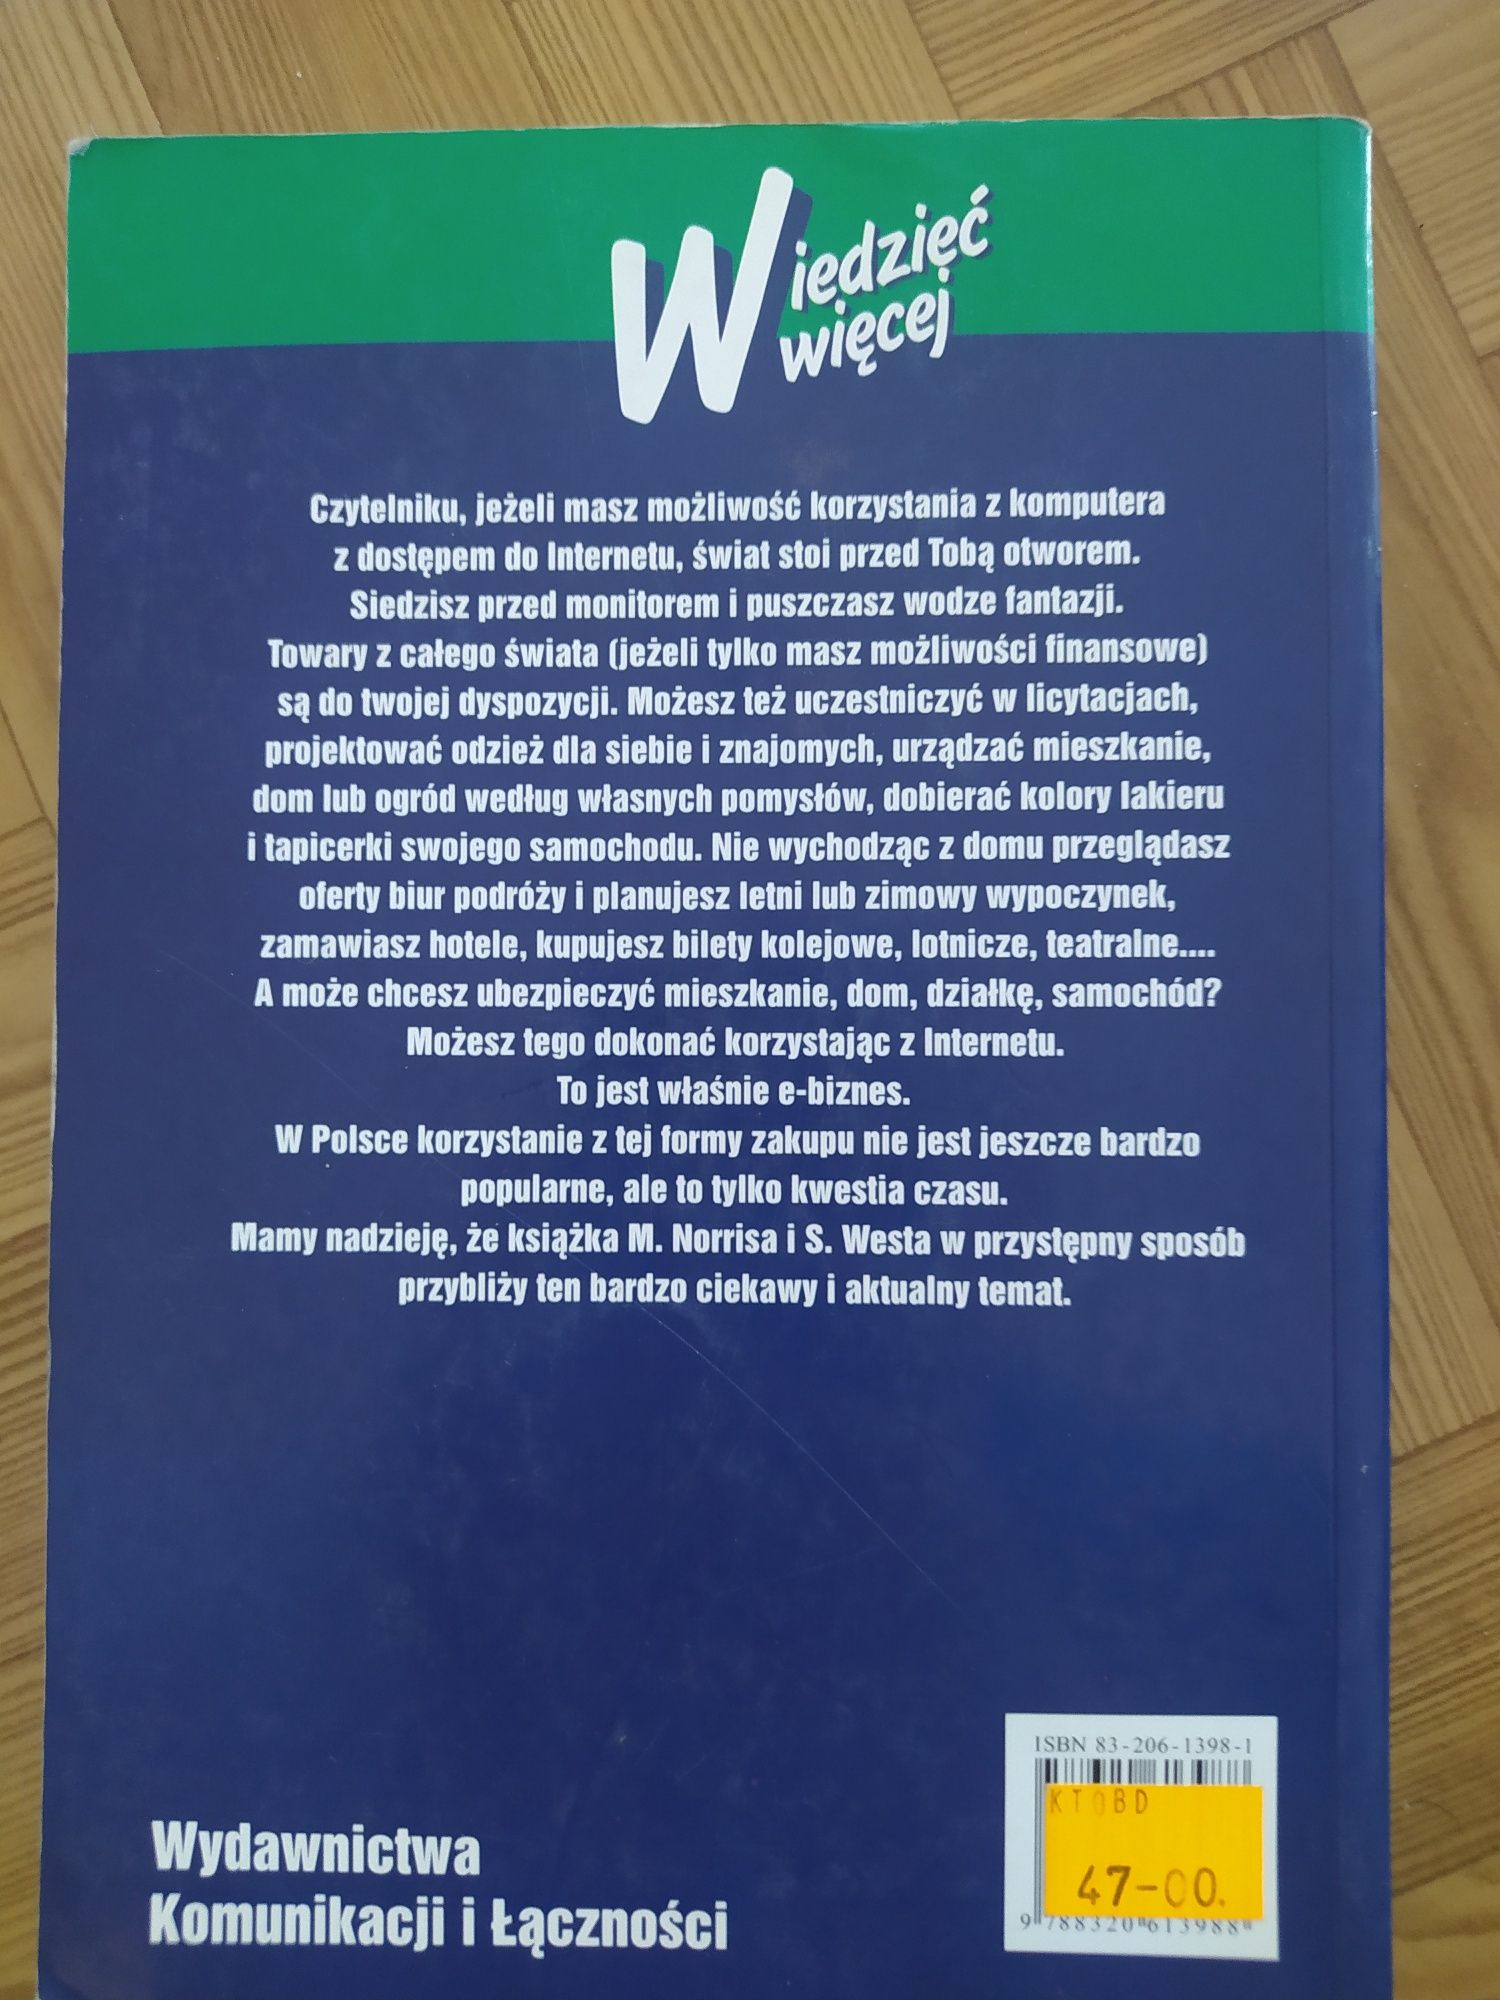 Wiedzięć
więcej
Czytelniku, jeżeli masz możliwość korzystania z komputera
z dostępem do Internetu, świat stoi przed Tobą otworem.
Siedzisz przed monitorem i puszczasz wodze fantazji.
Towary z całego świata (jeżeli tylko masz możliwości finansowe)
są do twojej dyspozycji. Możesz też uczestniczyć w licytacjach,
projektować odzież dla siebie i znajomych, urządzać mieszkanie,
dom lub ogród według własnych pomysłów, dobierać kolory lakieru
i tapicerki swojego samochodu. Nie wychodząc z domu przeglądasz
oferty biur podróży i planujesz letni lub zimowy wypoczynek,
zamawiasz hotele, kupujesz bilety kolejowe, lotnicze, teatralne....
A może chcesz ubezpieczyć mieszkanie, dom, działkę, samochód?
Możesz tego dokonać korzystając z Internetu.
To jest właśnie e-biznes.
W Polsce korzystanie z tej formy zakupu nie jest jeszcze bardzo
popularne, ale to tylko kwestia czasu.
Mamy nadzieję, że książka M. Norrisa i S. Westa w przystępny sposób
przybliży ten bardzo ciekawy i aktualny temat.
Wydawnictwa
Komunikacji i Łączności
ISBN 83-206-1398-1
KTOBD
47-00.
9 788320 613988